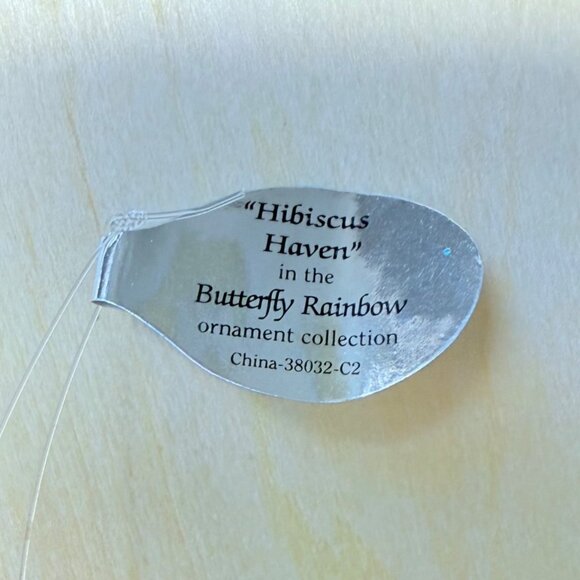 “Hibiscus
Haven”
in the
Butterfly Rainbow
ornament collection
China-38032-C2